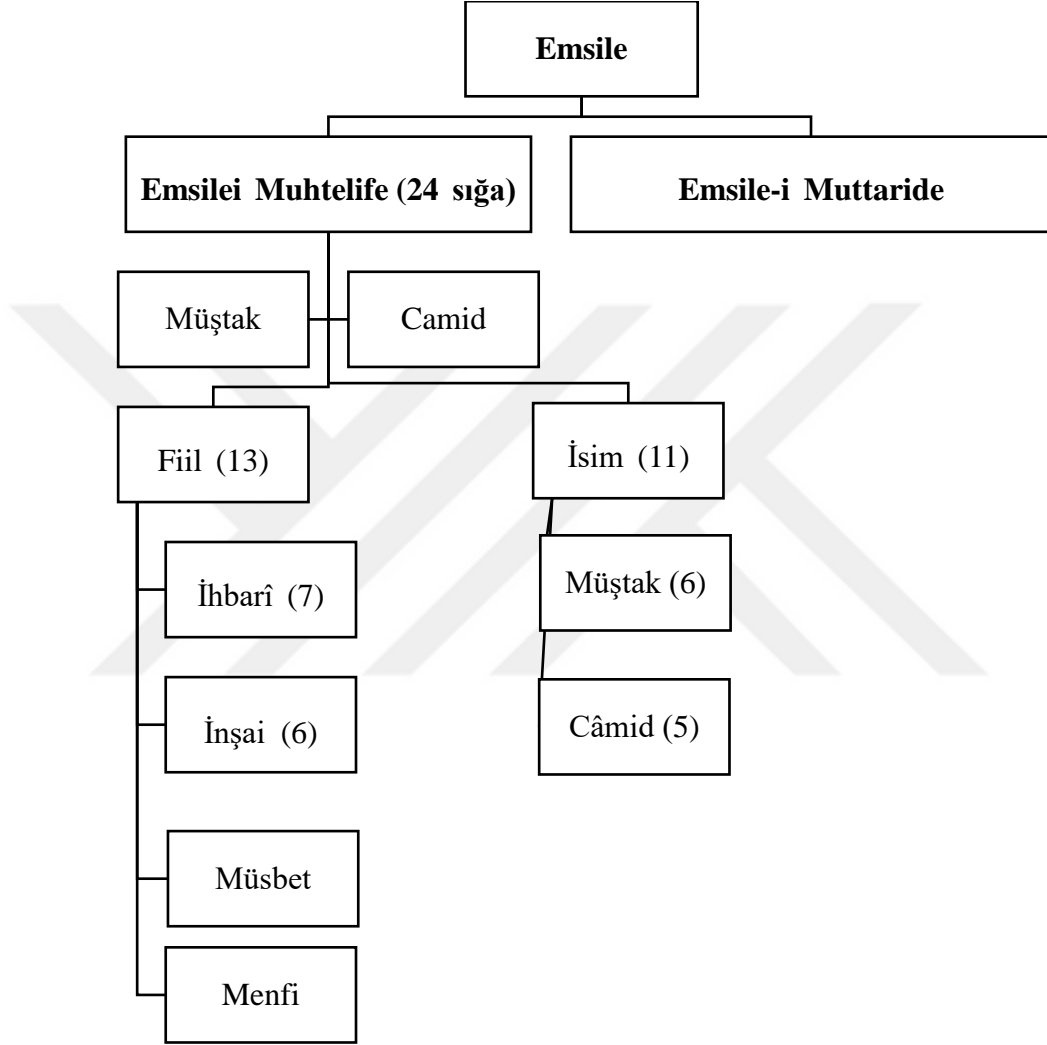 Emsile
Emsilei Muhtelife (24 sığa)
Emsile-i Muttaride
Müştak
Camid
Fiil (13)
İsim (11)
İhbarî (7)
Müştak (6)
İnşai (6)
Câmid (5)
Müsbet
Menfi